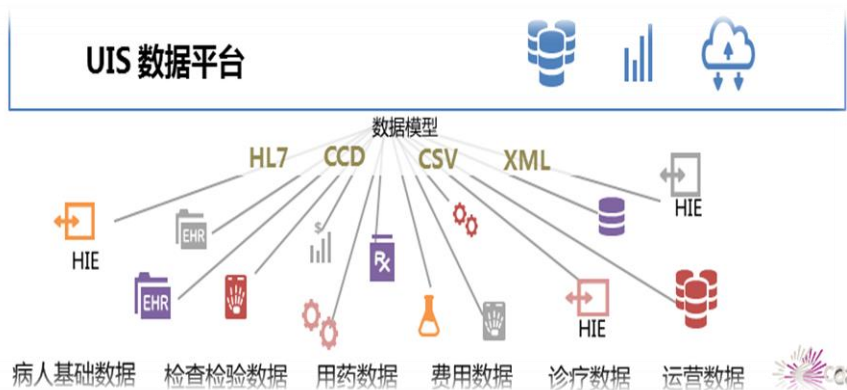 UIS 数据平台
数据模型
HL7 CCD CSV XML
HIE
EHR
HIE
$
Rx
EHR
HIE
病人基础数据 检查检验数据 用药数据 费用数据 诊疗数据 运营数据